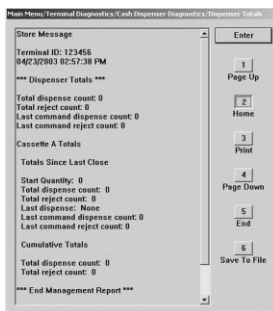 Main Menu/Terminal Diagnostics/Cash Dispenser Diagnostics/Dispenser Totals
Store Message
Terminal ID: 123456
04/23/2003 02:57:38 PM
*** Dispenser Totals ***
Total dispense count: 0
Total reject count: 0
Last command dispense count: 0
Last command reject count: 0
Cassette A Totals
Totals Since Last Close
Start Quantity: 0
Total dispense count: 0
Total reject count: 0
Last dispense: None
Last command dispense count: 0
Last command reject count: 0
Cumulative Totals
Total dispense count: 0
Total reject count: 0
*** End Management Report ***
Enter
1
Page Up
2
Home
3
Print
4
Page Down
5
End
6
Save To File